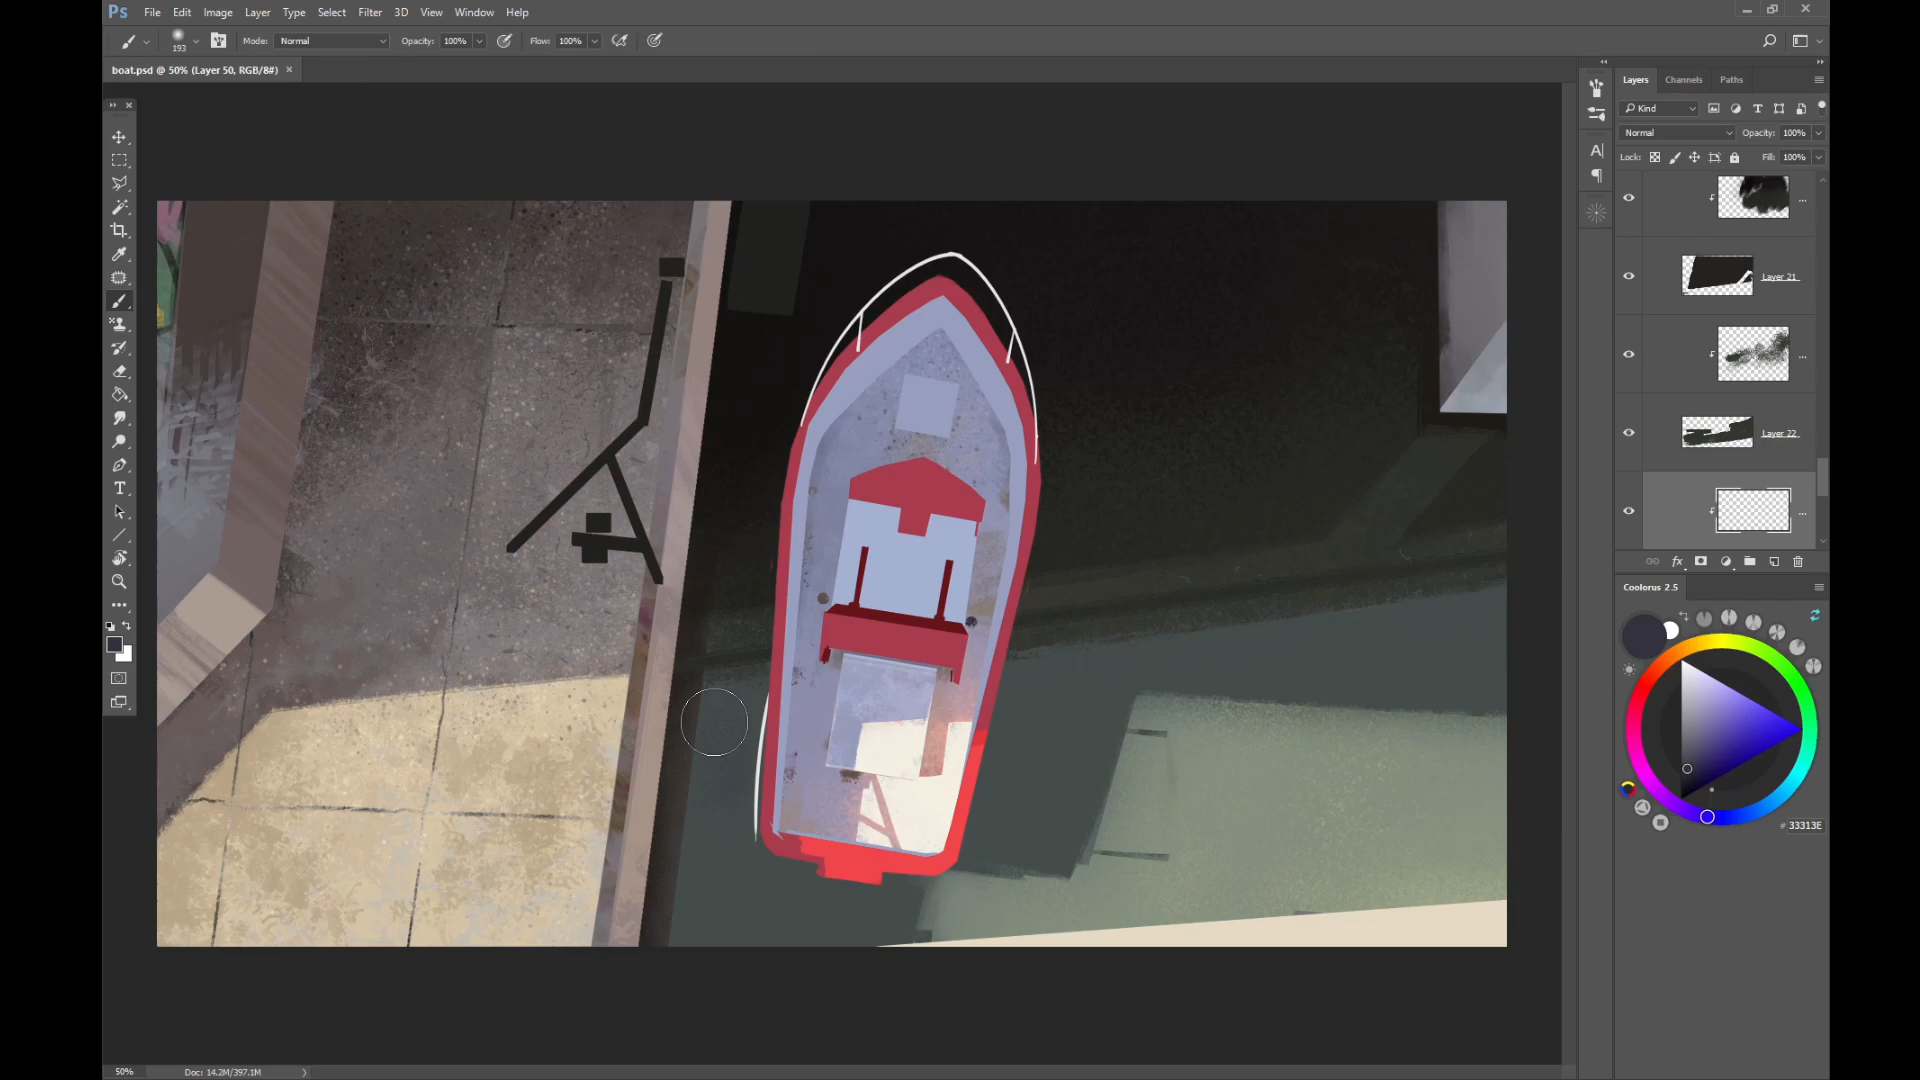 Ps File Edit Image Layer Type Select Filter 3D View Window Help
193 Mode: Normal Opacity: 100% Flow: 100%
boat.psd @ 50% (Layer 50, RGB/8#) ×
Layers Channels Paths
Kind
Normal Opacity: 100%
Lock: Fill: 100%
Layer 21
Layer 22
fx
Coolorus 2.5
# 33313E
50% Doc: 14.2M/397.1M